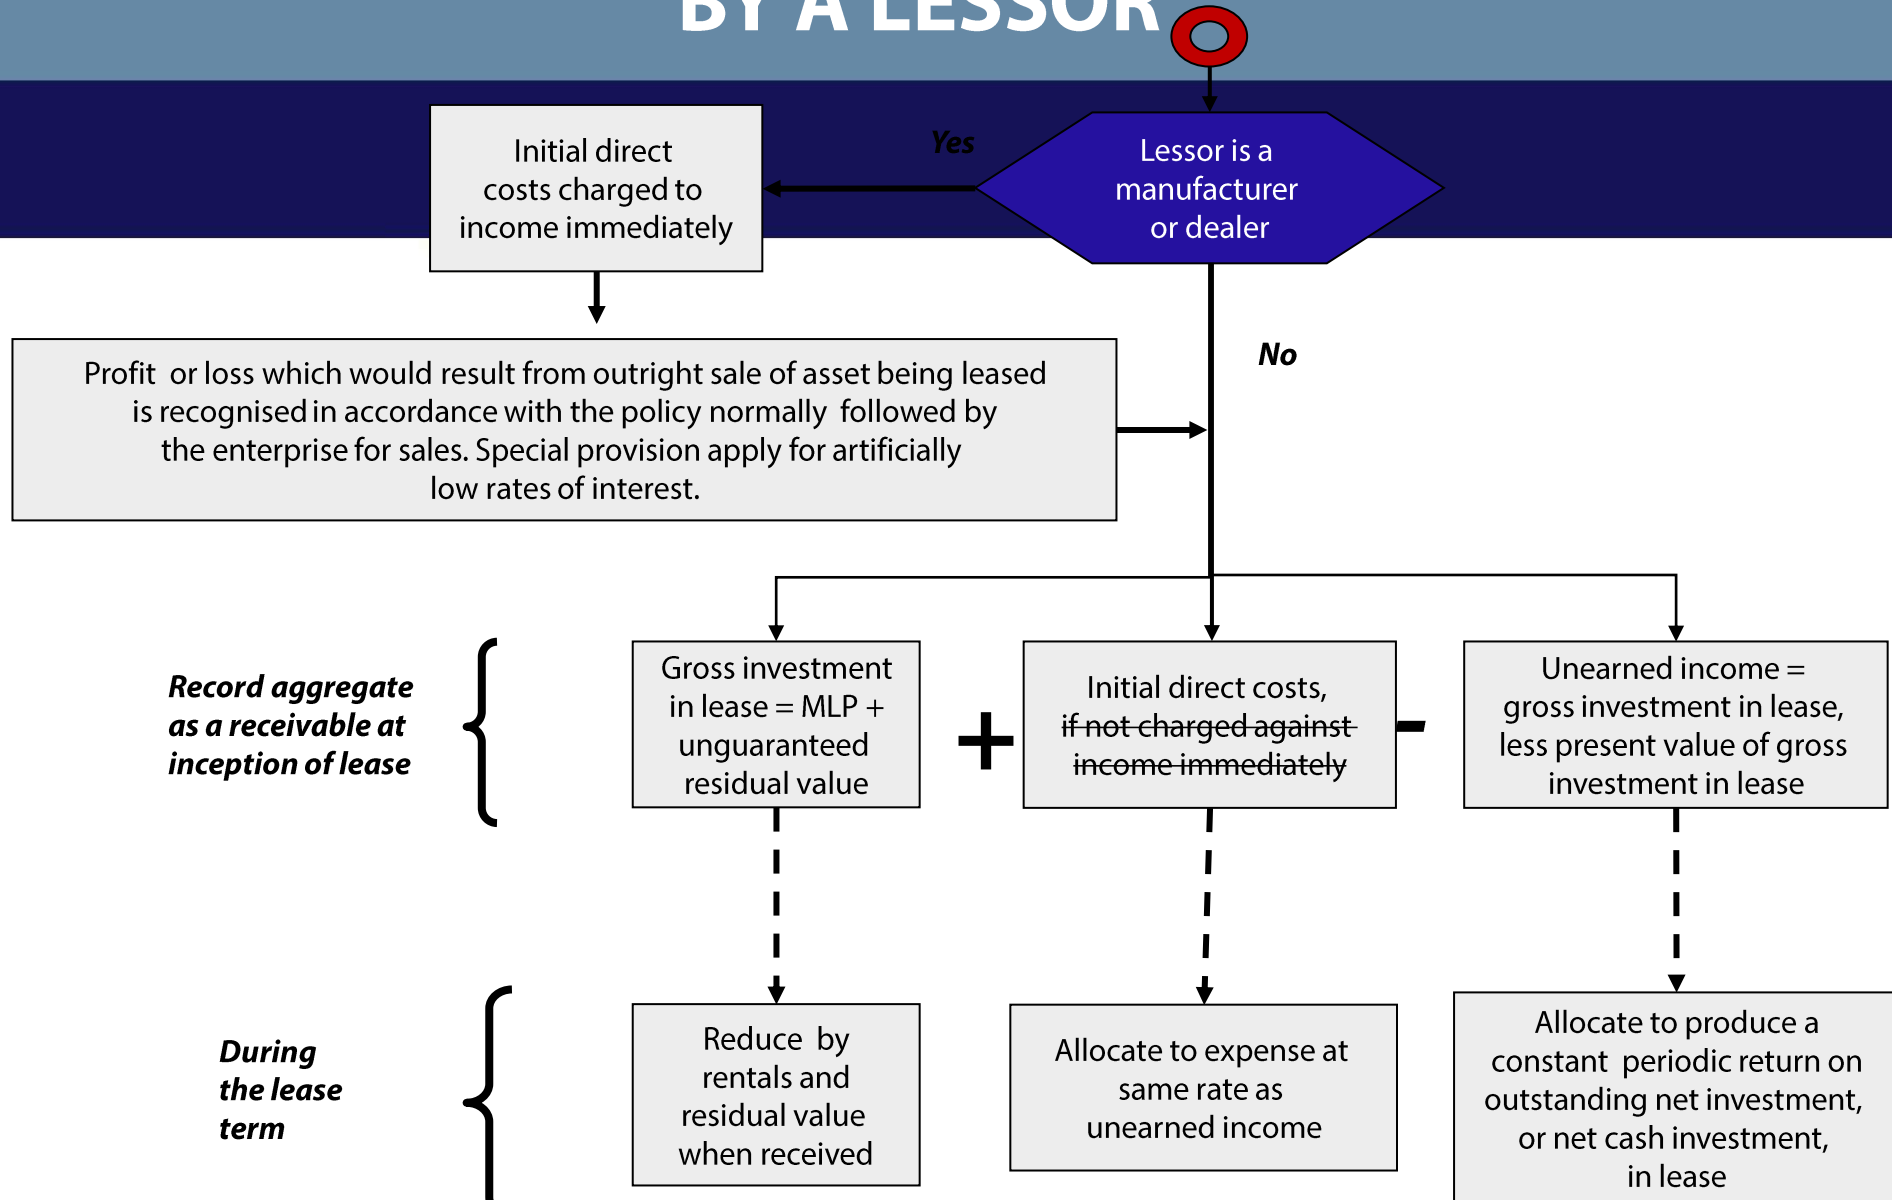 BY A LESSOR
Initial direct
costs charged to
income immediately
Yes
Lessor is a
manufacturer
or dealer
No
Profit or loss which would result from outright sale of asset being leased
is recognised in accordance with the policy normally followed by
the enterprise for sales. Special provision apply for artificially
low rates of interest.
Record aggregate
as a receivable at
inception of lease
Gross investment
in lease = MLP +
unguaranteed
residual value
+
Initial direct costs,
if not charged against
income immediately
-
Unearned income =
gross investment in lease,
less present value of gross
investment in lease
During
the lease
term
Reduce by
rentals and
residual value
when received
Allocate to expense at
same rate as
unearned income
Allocate to produce a
constant periodic return on
outstanding net investment,
or net cash investment,
in lease